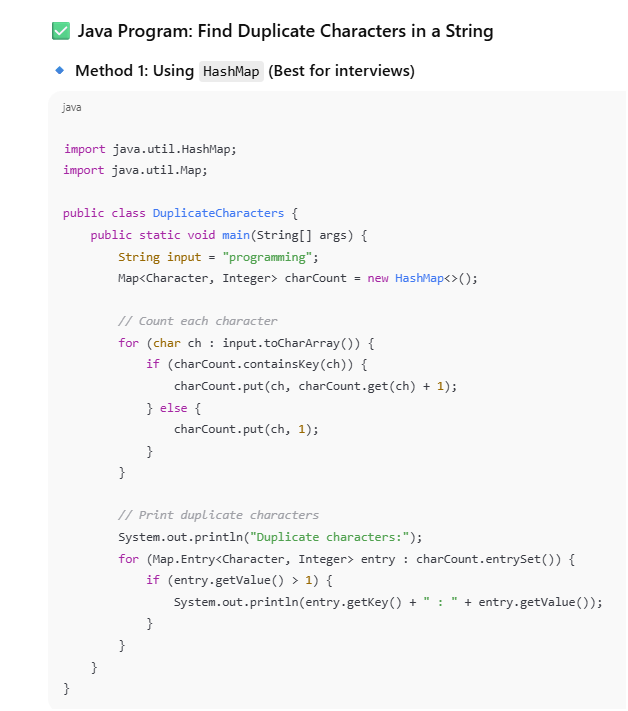 ✅ Java Program: Find Duplicate Characters in a String
Method 1: Using HashMap (Best for interviews)
java
import java.util.HashMap;
import java.util.Map;
public class DuplicateCharacters {
    public static void main(String[] args) {
        String input = "programming";
        Map<Character, Integer> charCount = new HashMap<>();
        // Count each character
        for (char ch : input.toCharArray()) {
            if (charCount.containsKey(ch)) {
                charCount.put(ch, charCount.get(ch) + 1);
            } else {
                charCount.put(ch, 1);
            }
        }
        // Print duplicate characters
        System.out.println("Duplicate characters:");
        for (Map.Entry<Character, Integer> entry : charCount.entrySet()) {
            if (entry.getValue() > 1) {
                System.out.println(entry.getKey() + " : " + entry.getValue());
            }
        }
    }
}